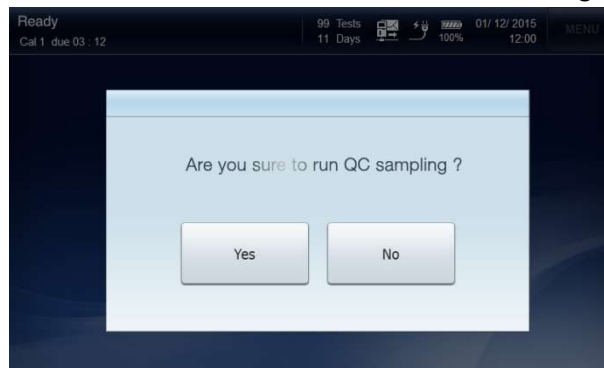 Ready
99 Tests
01/ 12/ 2015
MENU
Cal 1 due 03 : 12
11 Days
100%
12:00
Are you sure to run QC sampling ?
Yes
No